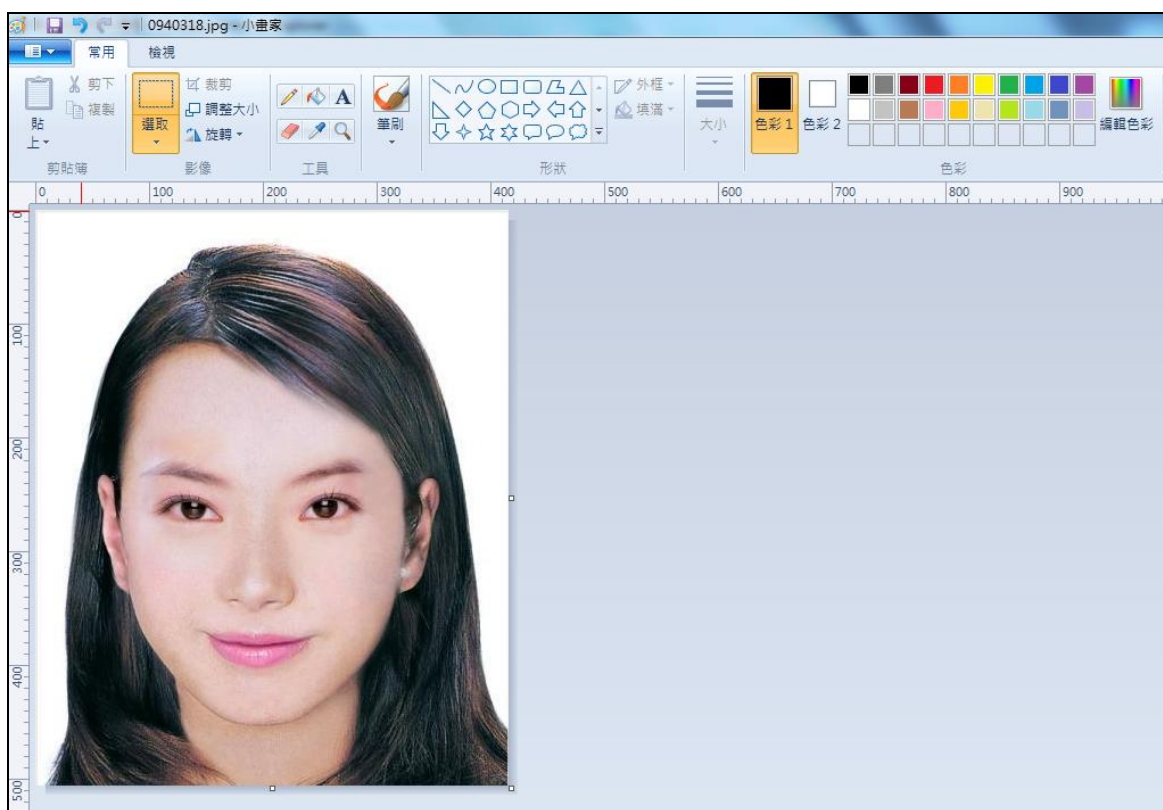 0940318.jpg - 小畫家
常用 檢視
貼上
剪下
複製
剪貼簿
選取
裁剪
調整大小
旋轉
影像
A
工具
筆刷
外框
填滿
形狀
大小
色彩 1
色彩 2
編輯色彩
色彩
0 100 200 300 400 500 600 700 800 900
0
100
200
300
400
500